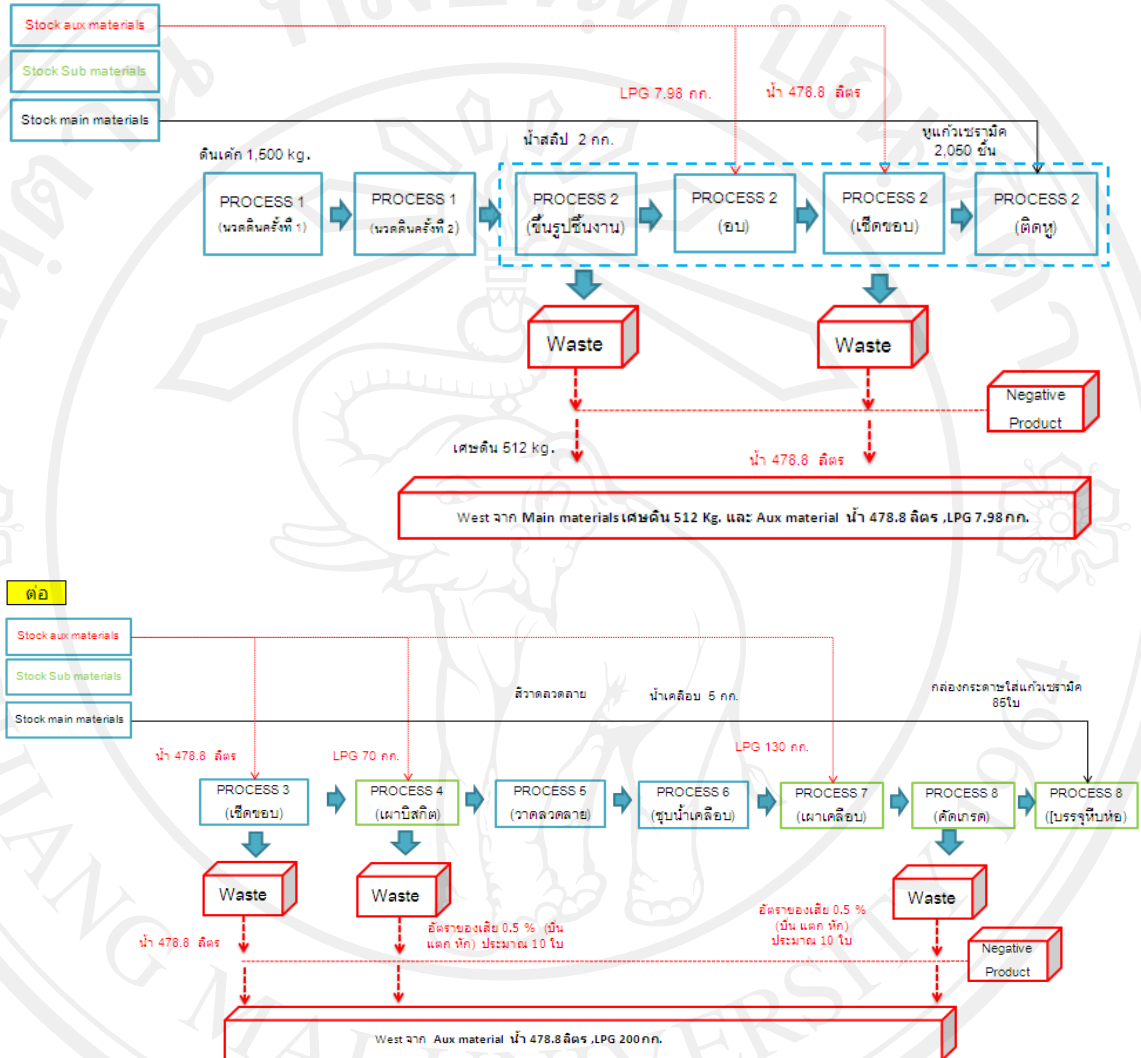 Stock aux materials
Stock Sub materials
Stock main materials
LPG 7.98 กก.
น้ำ 478.8 ลิตร
ดินเค้ก 1,500 kg.
น้ำสลิป 2 กก.
หูแก้วเซรามิค
2,050 ชิ้น
PROCESS 1
(นวดดินครั้งที่ 1)
PROCESS 1
(นวดดินครั้งที่ 2)
PROCESS 2
(ขึ้นรูปชิ้นงาน)
PROCESS 2
(อบ)
PROCESS 2
(เช็ดขอบ)
PROCESS 2
(ติดหู)
Waste
Waste
Negative
Product
เศษดิน 512 kg.
น้ำ 478.8 ลิตร
West จาก Main materials เศษดิน 512 Kg. และ Aux material น้ำ 478.8 ลิตร ,LPG 7.98 กก.
ต่อ
Stock aux materials
Stock Sub materials
Stock main materials
สีวาดลวดลาย
น้ำเคลือบ 5 กก.
กล่องกระดาษใส่แก้วเซรามิค
85ใบ
น้ำ 478.8 ลิตร
LPG 70 กก.
LPG 130 กก.
PROCESS 3
(เช็ดขอบ)
PROCESS 4
(เผาบิสกิต)
PROCESS 5
(วาดลวดลาย)
PROCESS 6
(ชุบน้ำเคลือบ)
PROCESS 7
(เผาเคลือบ)
PROCESS 8
(คัดเกรด)
PROCESS 8
([บรรจุหีบห่อ)
Waste
Waste
Waste
น้ำ 478.8 ลิตร
อัตราของเสีย 0.5 % (บิ่น
แตก หัก) ประมาณ 10 ใบ
อัตราของเสีย 0.5 %
(บิ่น แตก หัก)
ประมาณ 10 ใบ
Negative
Product
West จาก Aux material น้ำ 478.8 ลิตร ,LPG 200 กก.